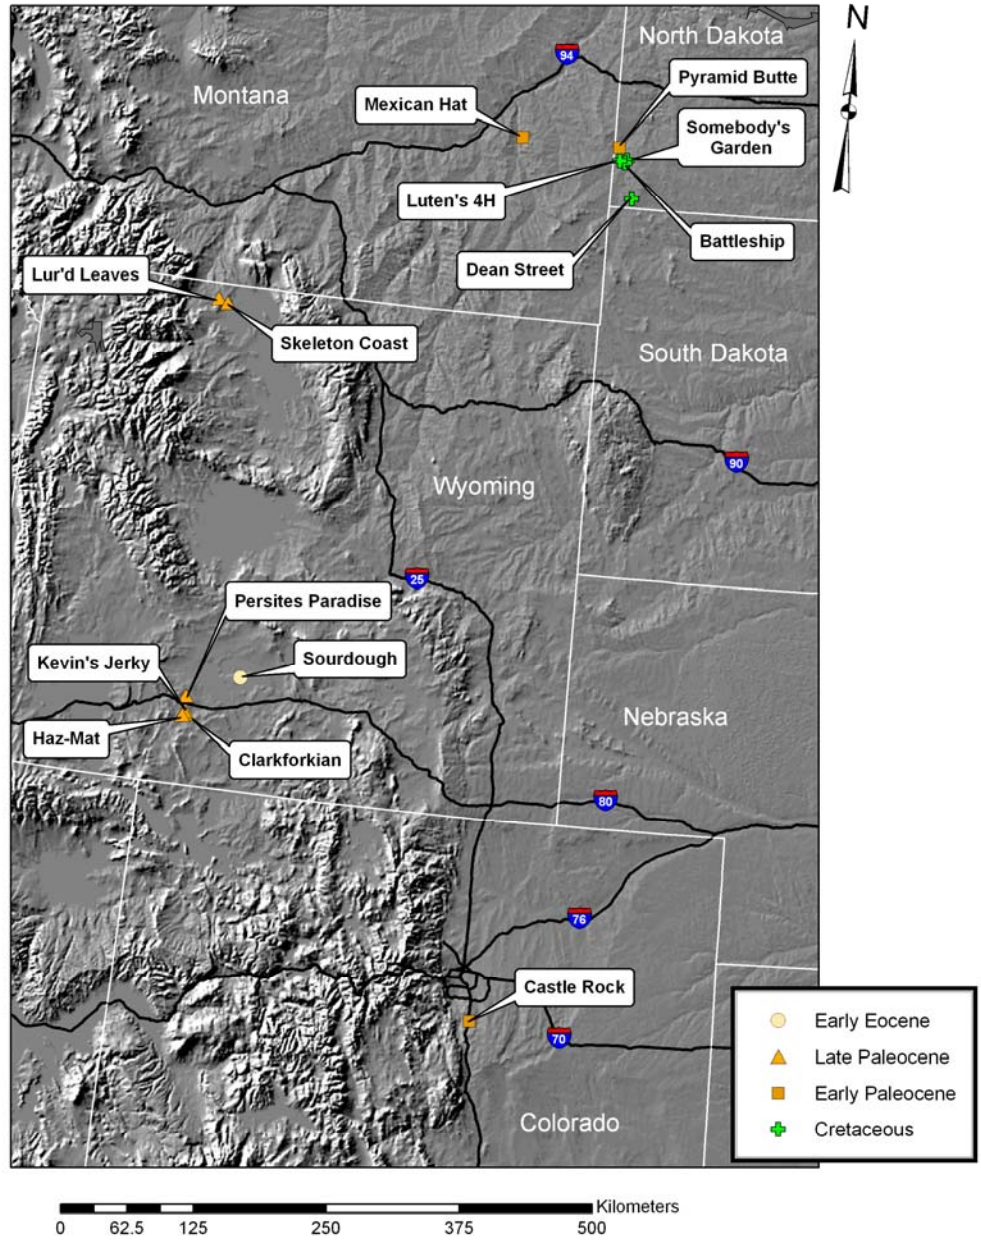 N
North Dakota
94
Pyramid Butte
Montana
Mexican Hat
Somebody's
Garden
Luten's 4H
Battleship
Dean Street
Lur'd Leaves
Skeleton Coast
South Dakota
90
Wyoming
25
Persites Paradise
Kevin's Jerky
Sourdough
Nebraska
Haz-Mat
Clarkforkian
80
76
Castle Rock
70
Colorado
Early Eocene
Late Paleocene
Early Paleocene
Cretaceous
Kilometers
0 62.5 125 250 375 500